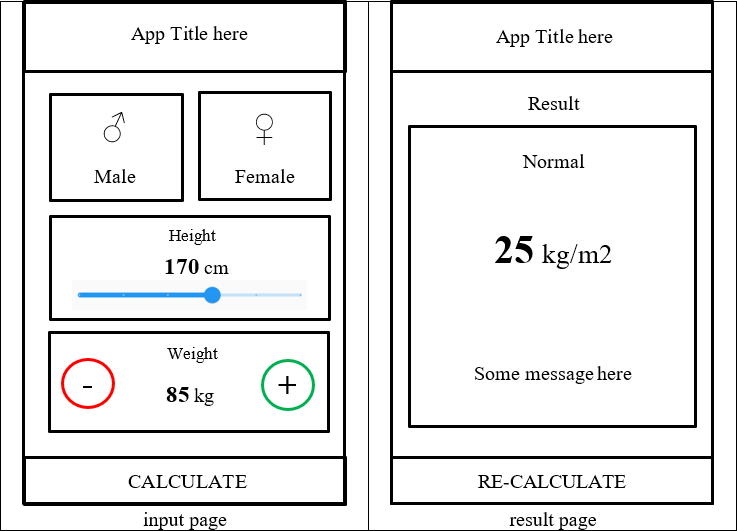 App Title here
Male
Female
Height
170 cm
Weight
-
85 kg
+
CALCULATE
input page
App Title here
Result
Normal
25 kg/m2
Some message here
RE-CALCULATE
result page